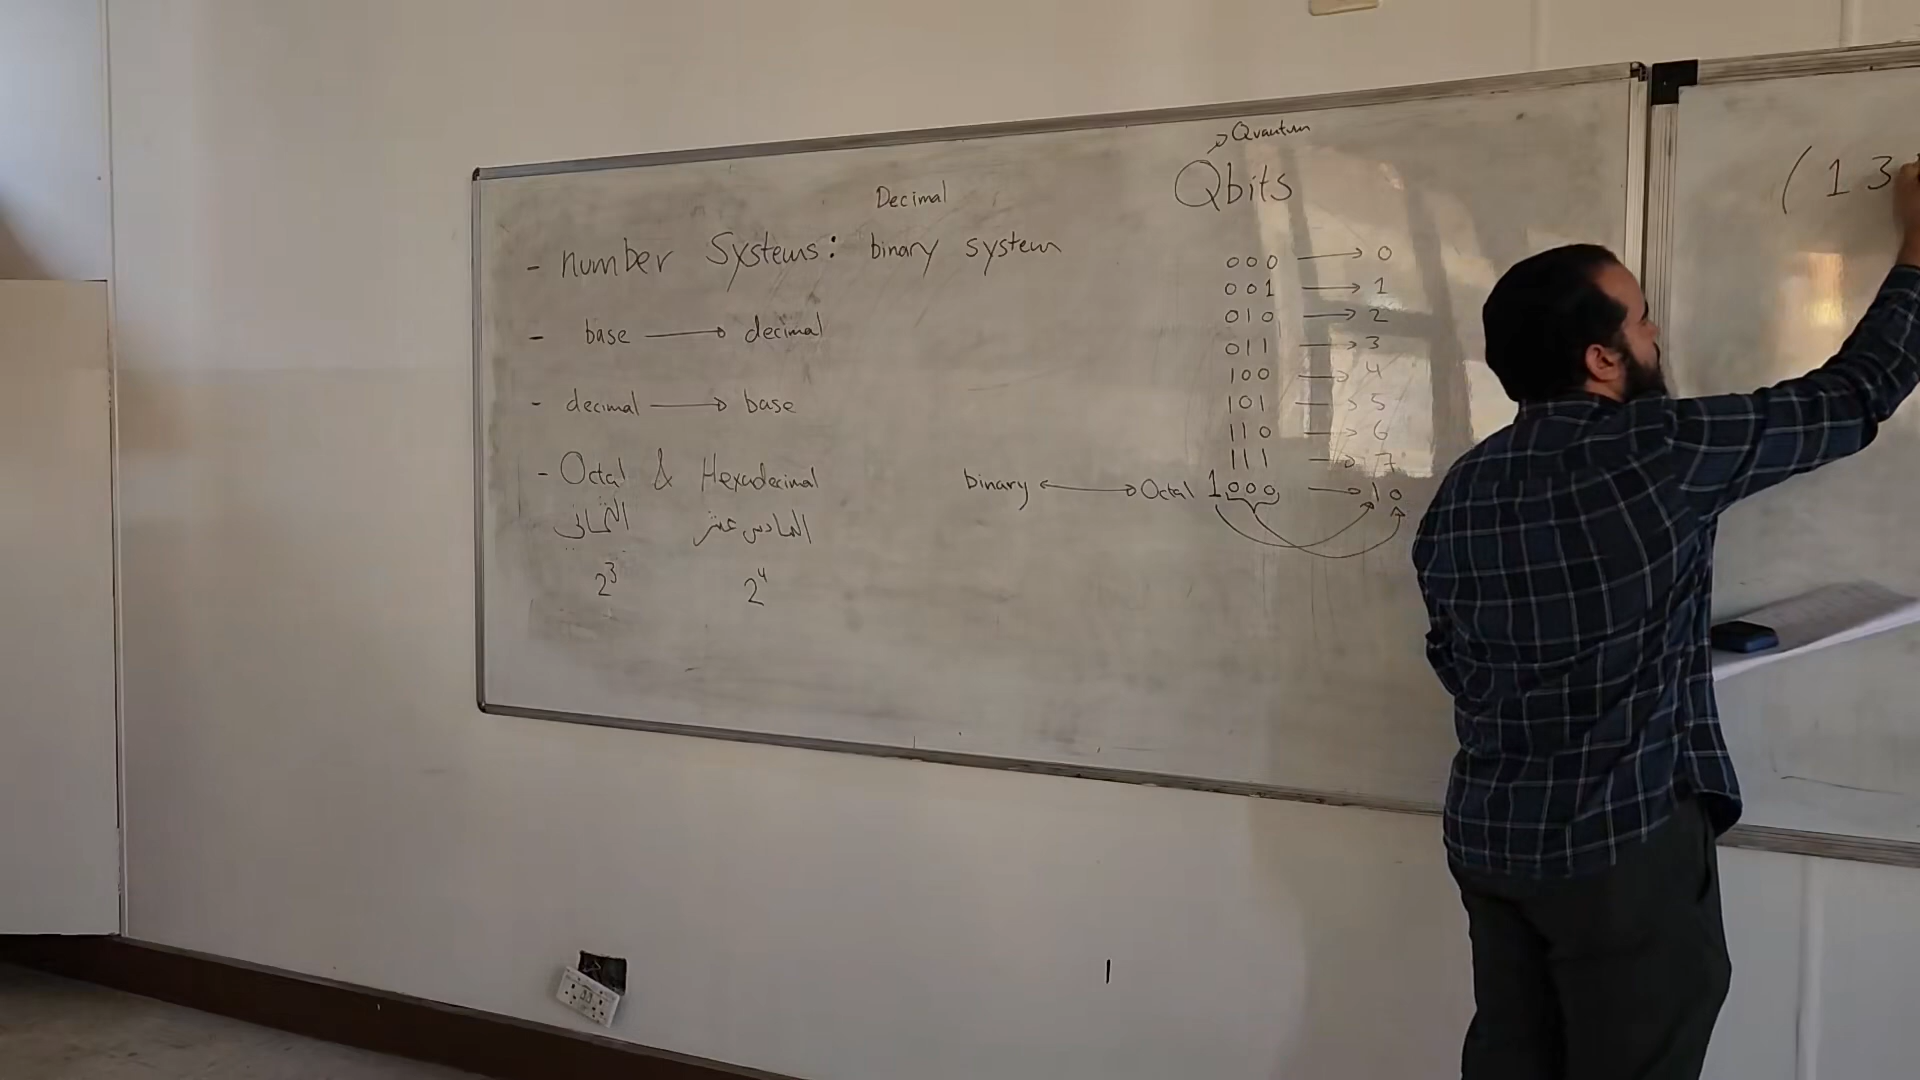 Decimal
- number Systems: binary system
- base → decimal
- decimal → base
- Octal & Hexadecimal
الثماني السادس عشر
2³ 2⁴
Quantum
Qbits
000 → 0
001 → 1
010 → 2
011 → 3
100 → 4
101 → 5
110 → 6
111 → 7
binary ↔ Octal 1000 → 10
(13